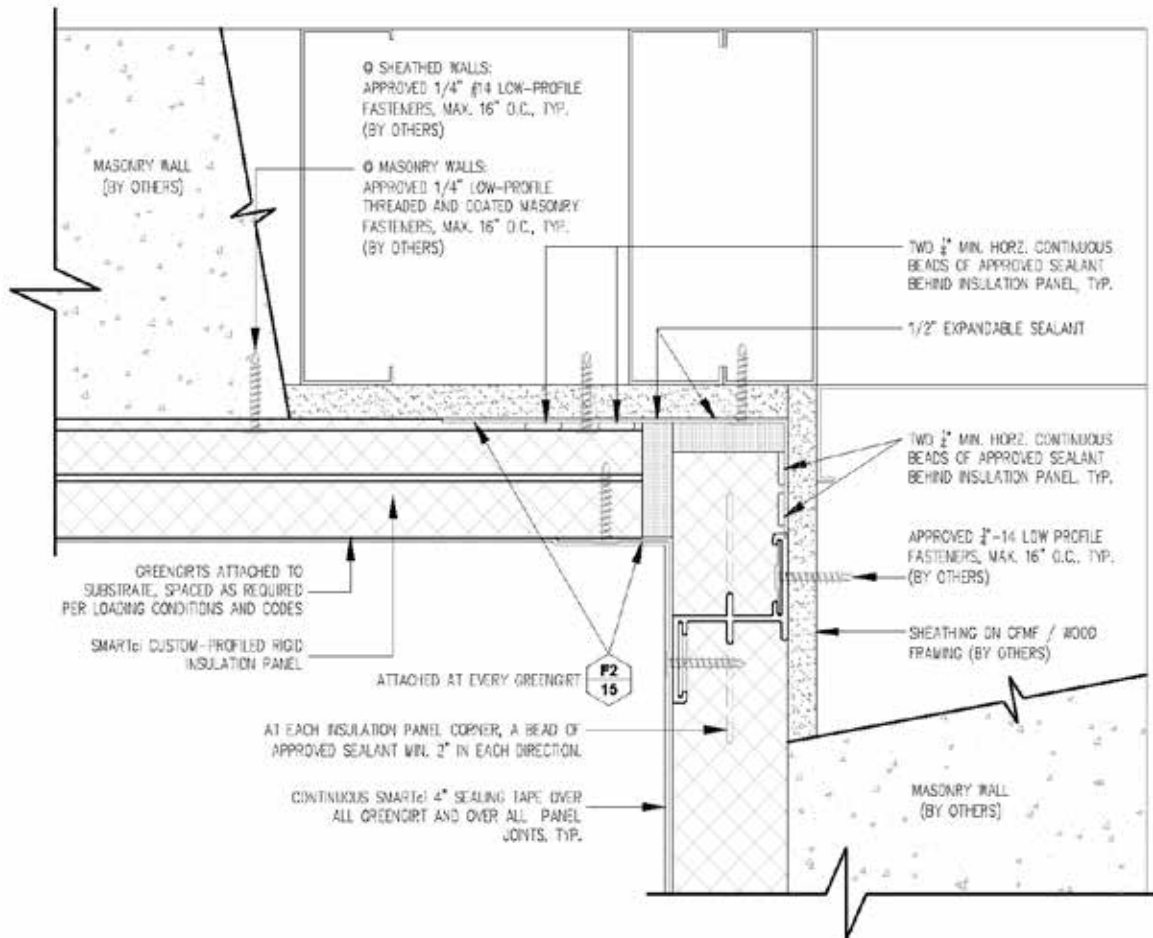 @ SHEATHED WALLS:
APPROVED 1/4" #14 LOW-PROFILE
FASTENERS, MAX. 16" O.C., TYP.
(BY OTHERS)
MASONRY WALL
(BY OTHERS)
@ MASONRY WALLS:
APPROVED 1/4" LOW-PROFILE
THREADED AND COATED MASONRY
FASTENERS, MAX. 16" O.C., TYP.
(BY OTHERS)
TWO MIN. HORZ. CONTINUOUS
BEADS OF APPROVED SEALANT
BEHIND INSULATION PANEL, TYP.
1/2" EXPANDABLE SEALANT
TWO MIN. HORZ. CONTINUOUS
BEADS OF APPROVED SEALANT
BEHIND INSULATION PANEL, TYP.
APPROVED -14 LOW PROFILE
FASTENERS, MAX. 16" O.C., TYP.
(BY OTHERS)
GREENGIRTS ATTACHED TO
SUBSTRATE, SPACED AS REQUIRED
PER LOADING CONDITIONS AND CODES
SHEATHING ON CFMF / WOOD
FRAMING (BY OTHERS)
SMARTci CUSTOM-PROFILED RIGID
INSULATION PANEL
ATTACHED AT EVERY GREENGIRT
F2
15
AT EACH INSULATION PANEL CORNER, A BEAD OF
APPROVED SEALANT MIN. 2" IN EACH DIRECTION.
CONTINUOUS SMARTci 4" SEALING TAPE OVER
ALL GREENGIRT AND OVER ALL PANEL
JOINTS, TYP.
MASONRY WALL
(BY OTHERS)